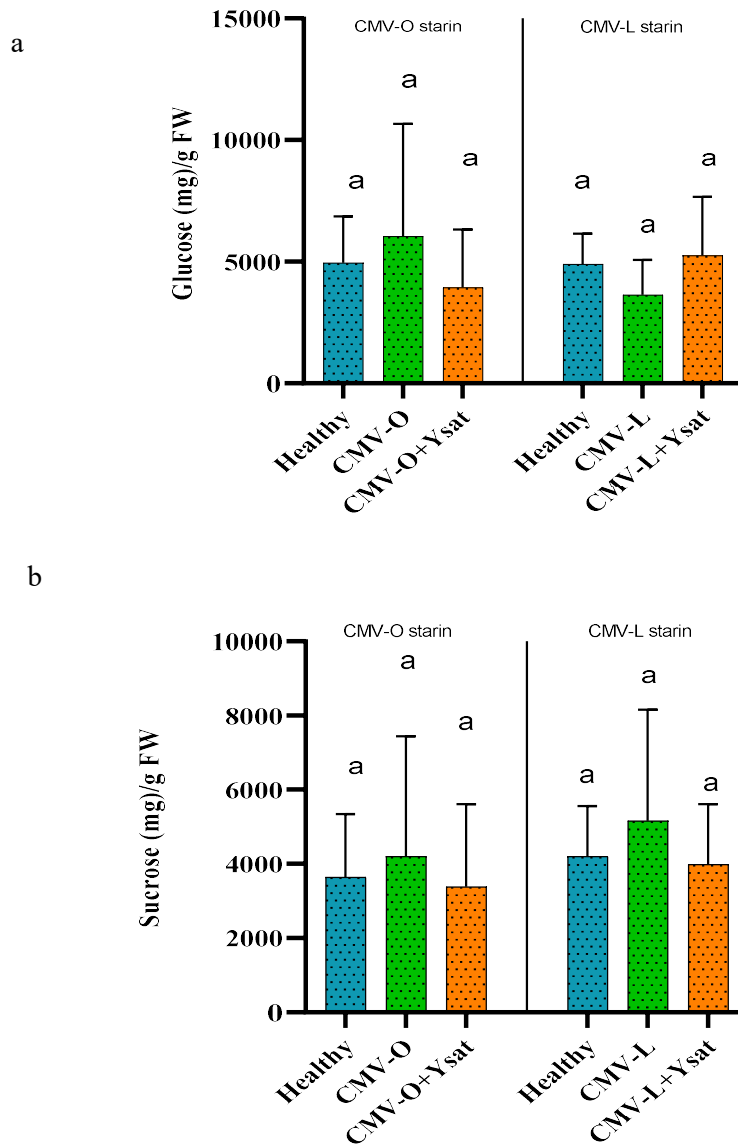 a
CMV-O starin
CMV-L starin
Glucose (mg)/g FW
15000
10000
5000
0
a
a
a
a
a
a
Healthy
CMV-O
CMV-O+Ysat
Healthy
CMV-L
CMV-L+Ysat
b
CMV-O starin
CMV-L starin
Sucrose (mg)/g FW
10000
8000
6000
4000
2000
0
a
a
a
a
a
a
Healthy
CMV-O
CMV-O+Ysat
Healthy
CMV-L
CMV-L+Ysat